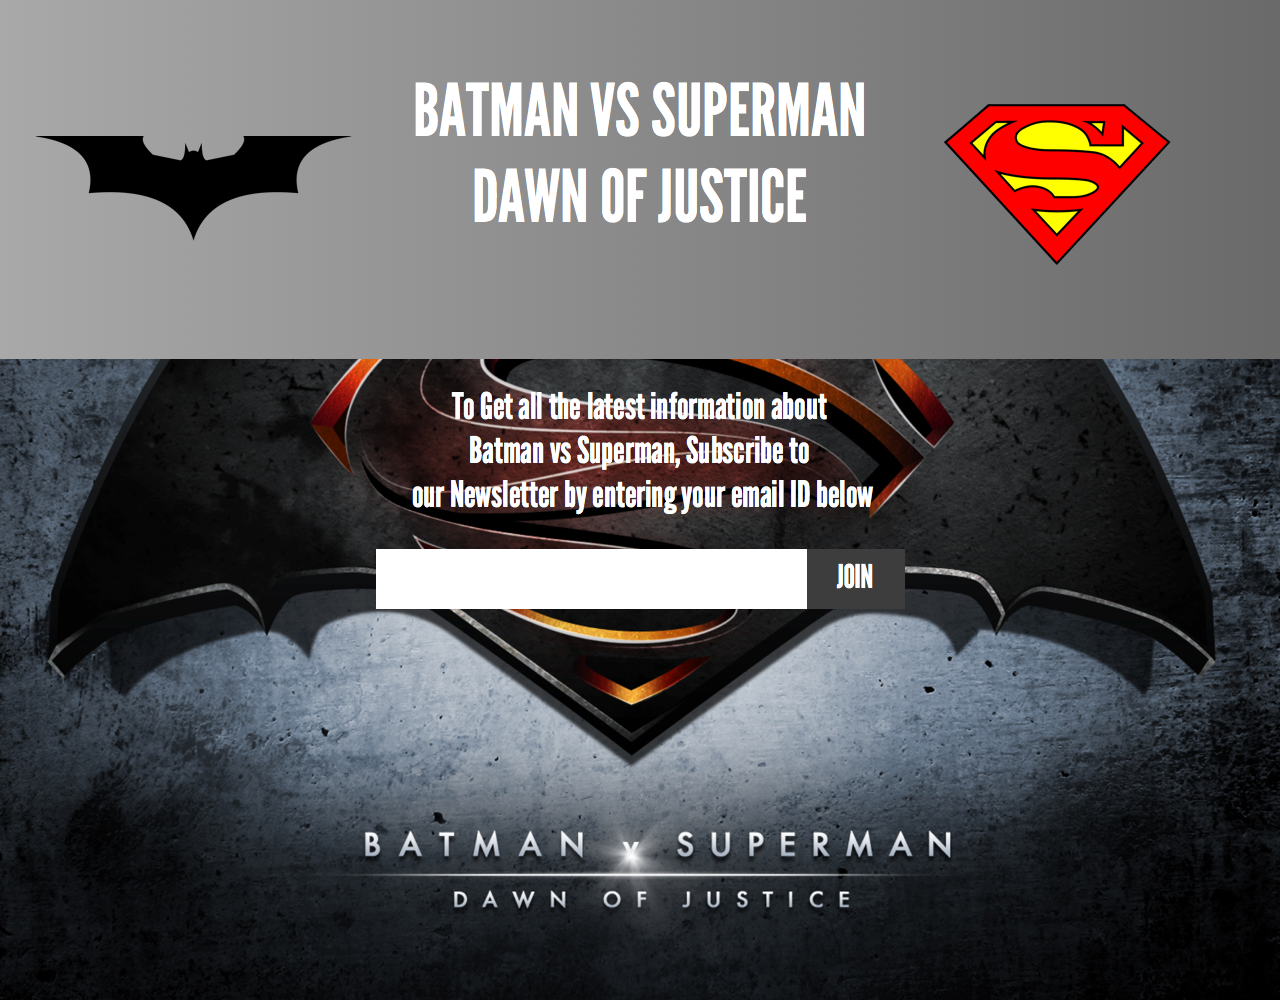 BATMAN VS SUPERMAN
DAWN OF JUSTICE
To Get all the latest information about
Batman vs Superman, Subscribe to
our Newsletter by entering your email ID below
JOIN
BATMAN v SUPERMAN
DAWN OF JUSTICE